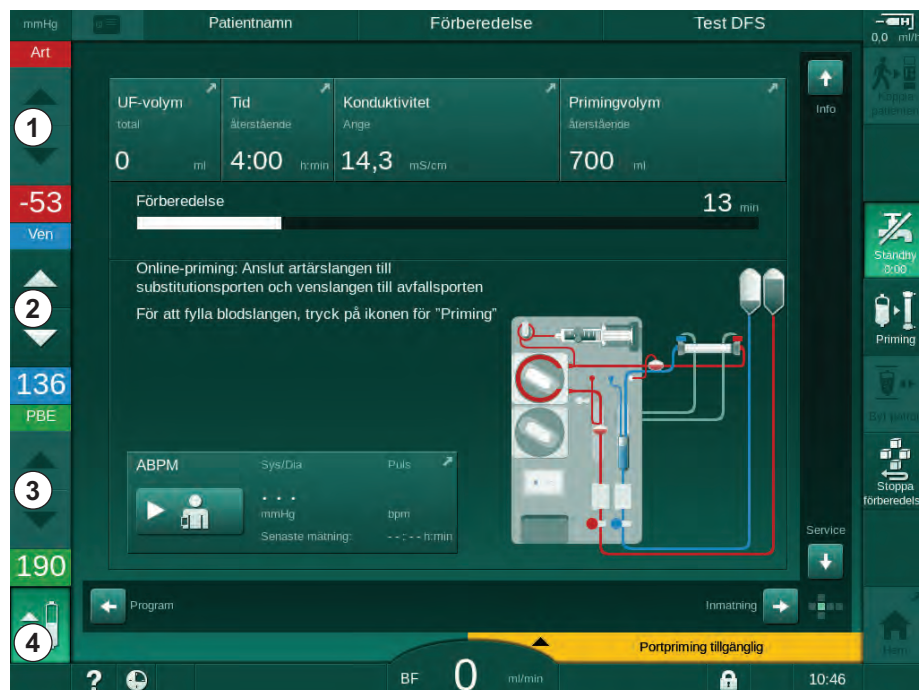 mmHg
Patientnamn
Förberedelse
Test DFS
0,0 ml/h
Art
1
-53
Ven
2
136
PBE
3
190
4
UF-volym
total
0 ml
Tid
återstående
4:00 h:min
Konduktivitet
Ange
14,3 mS/cm
Primingvolym
återstående
700 ml
Förberedelse
13 min
Online-priming: Anslut artärslangen till
substitutionsporten och venslangen till avfallsporten
För att fylla blodslangen, tryck på ikonen för "Priming"
ABPM
Sys/Dia
Puls
. . .
mmHg
bpm
Senaste mätning:
--:--h:min
Info
Service
Program
Inmatning
Koppla
Standby
0:00
Priming
Stoppa
förberedels
Hem
Portpriming tillgänglig
?
BF 0 ml/min
10:46